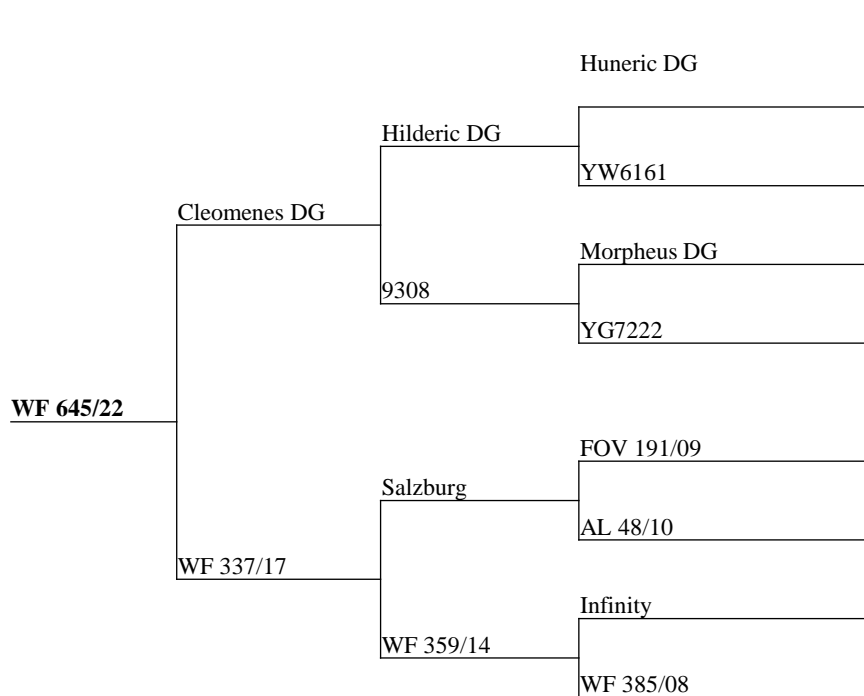 Huneric DG
Hilderic DG
YW6161
Cleomenes DG
Morpheus DG
9308
YG7222
WF 645/22
FOV 191/09
Salzburg
AL 48/10
WF 337/17
Infinity
WF 359/14
WF 385/08